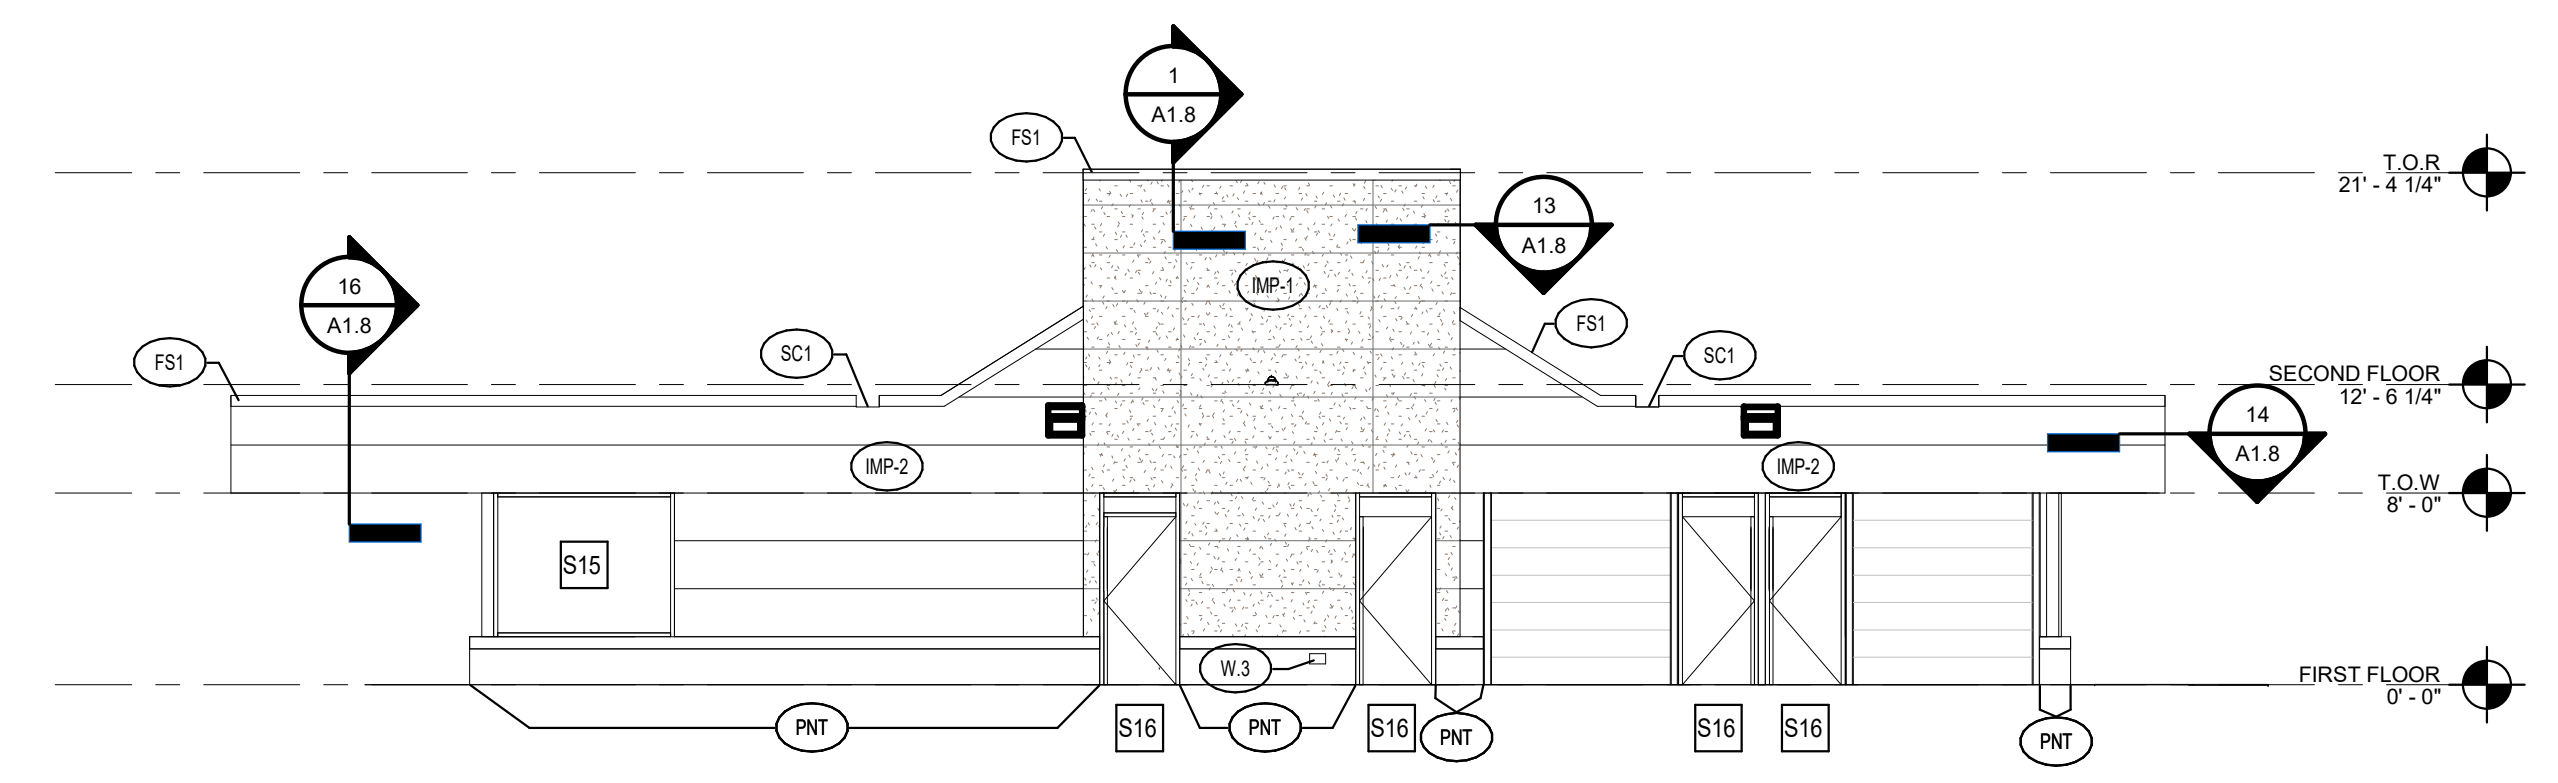 1
A1.8
FS1
T.O.R
21' - 4 1/4"
13
A1.8
IMP-1
16
A1.8
FS1
SC1
FS1
SC1
SECOND FLOOR
12' - 6 1/4"
14
A1.8
IMP-2
IMP-2
T.O.W
8' - 0"
S15
W.3
FIRST FLOOR
0' - 0"
PNT
S16
PNT
S16
PNT
S16
S16
PNT